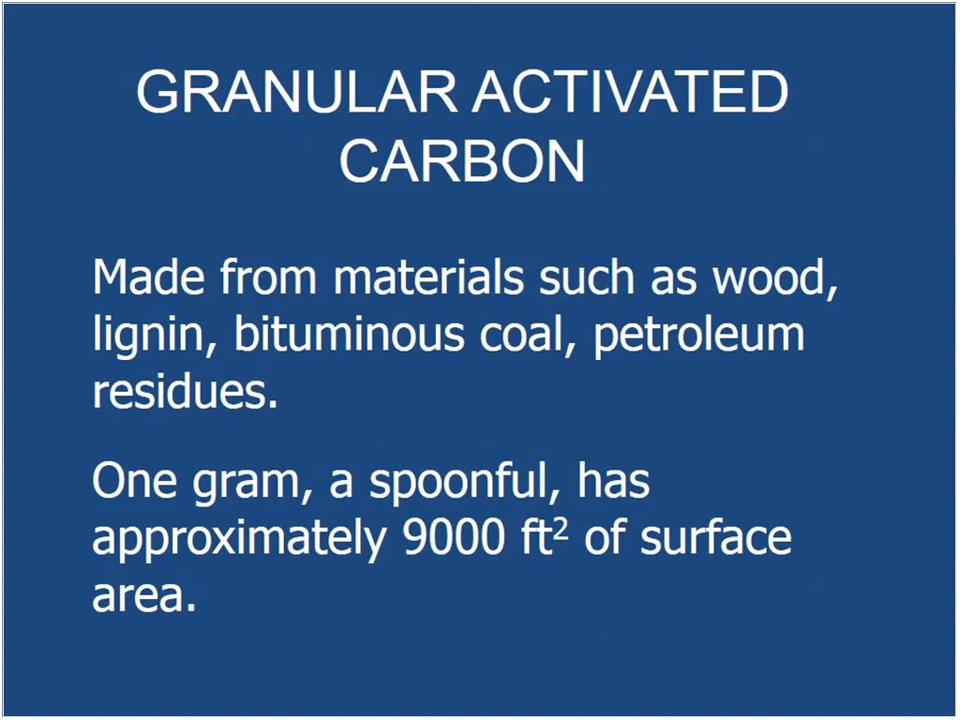 GRANULAR ACTIVATED
CARBON
Made from materials such as wood,
lignin, bituminous coal, petroleum
residues.
One gram, a spoonful, has
approximately 9000 ft² of surface
area.